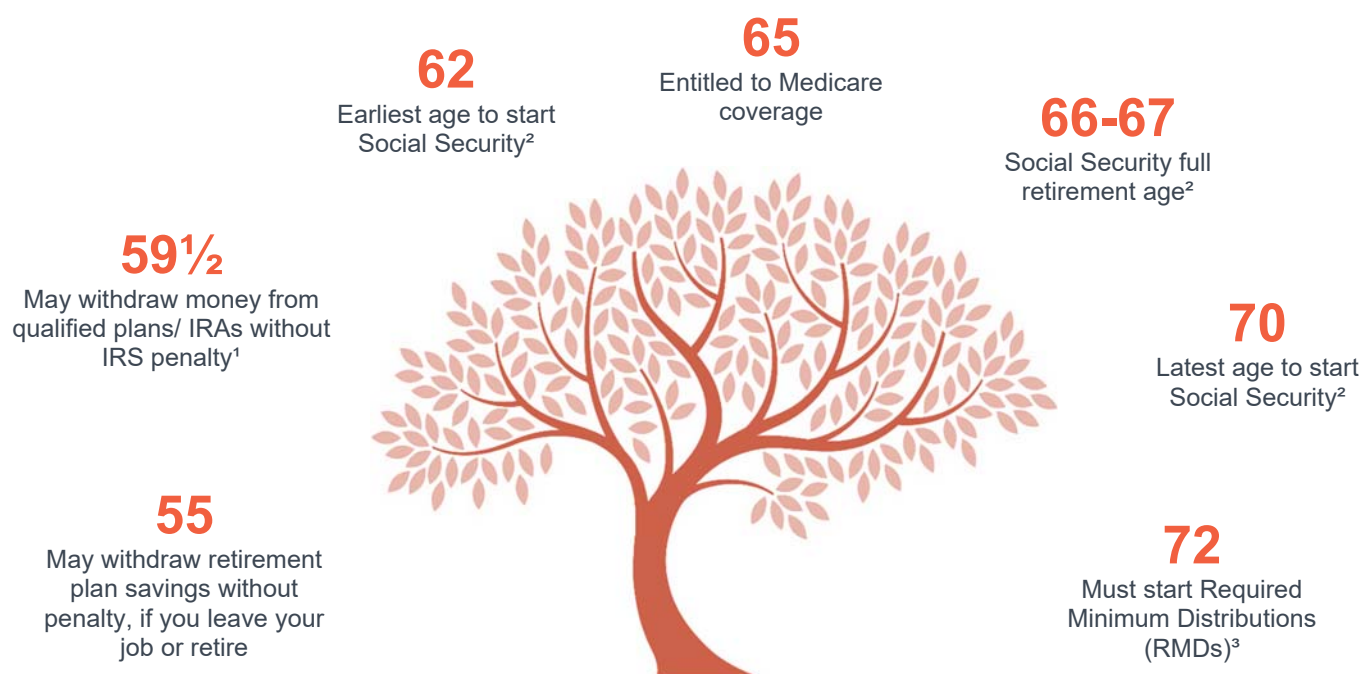 55
May withdraw retirement
plan savings without
penalty, if you leave your
job or retire
59½
May withdraw money from
qualified plans/ IRAs without
IRS penalty¹
62
Earliest age to start
Social Security²
65
Entitled to Medicare
coverage
66-67
Social Security full
retirement age²
70
Latest age to start
Social Security²
72
Must start Required
Minimum Distributions
(RMDs)³